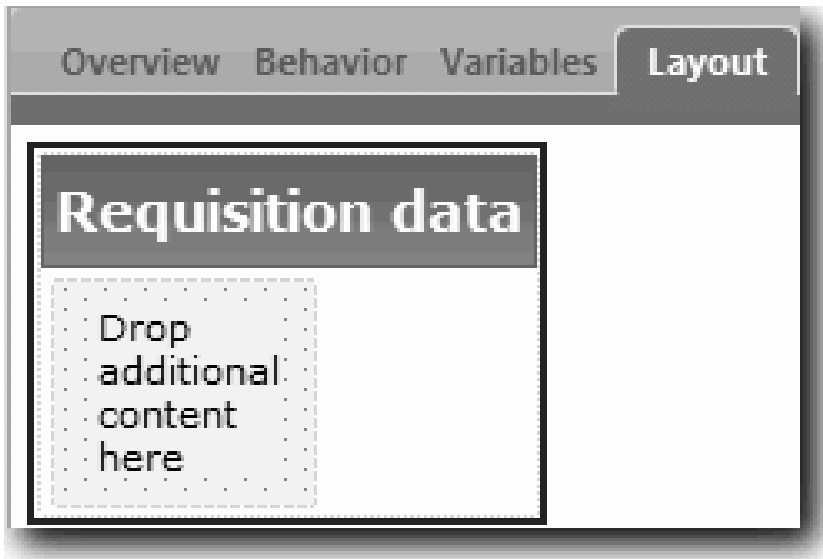 Overview Behavior Variables Layout
Requisition data
Drop
additional
content
here